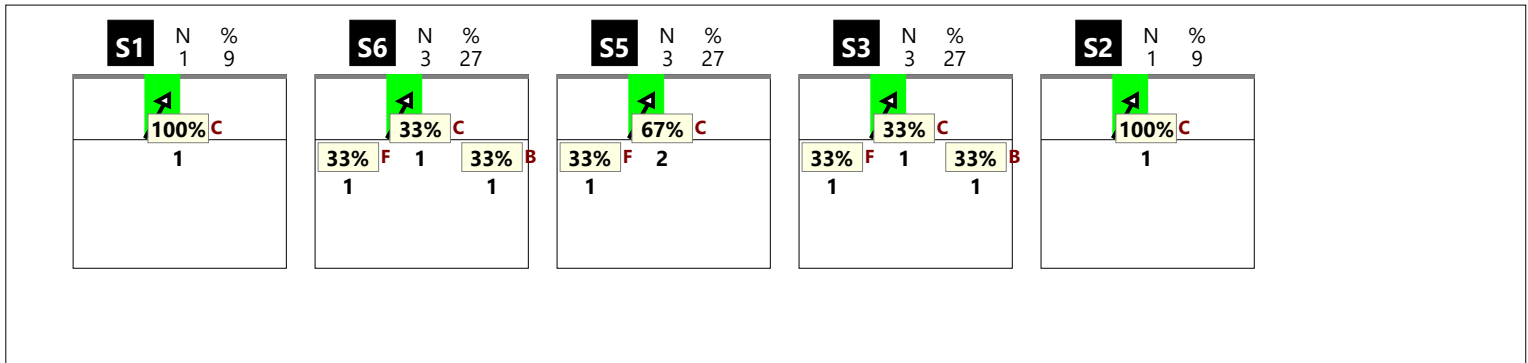 S1 N % S6 N % S5 N % S3 N % S2 N %
1 9 3 27 3 27 3 27 1 9
100% C 33% C 67% C 33% C 100% C
33% F 1 33% B 33% F 2 33% F 1 33% B
1 1
1 1 1 1 1